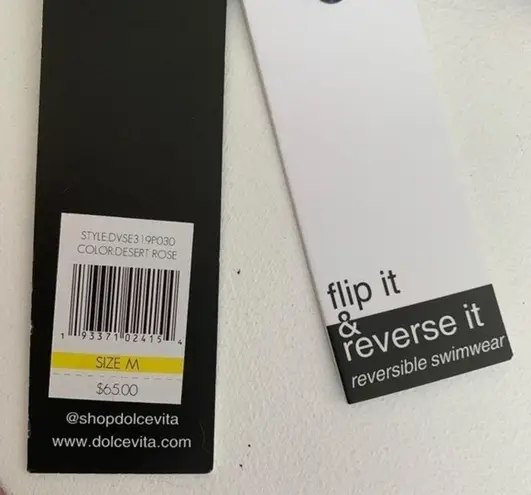 STYLE:DVSE319P030
COLOR:DESERT ROSE
1 93371 02415 4
SIZE M
$65.00
@shopdolcevita
www.dolcevita.com
flip it
&
reverse it
reversible swimwear